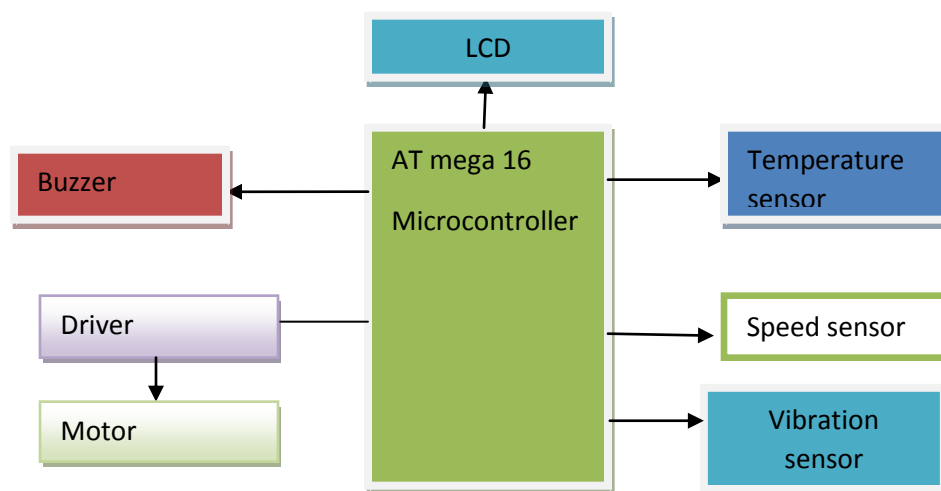 LCD
AT mega 16
Microcontroller
Buzzer
Temperature
sensor
Driver
Speed sensor
Motor
Vibration
sensor